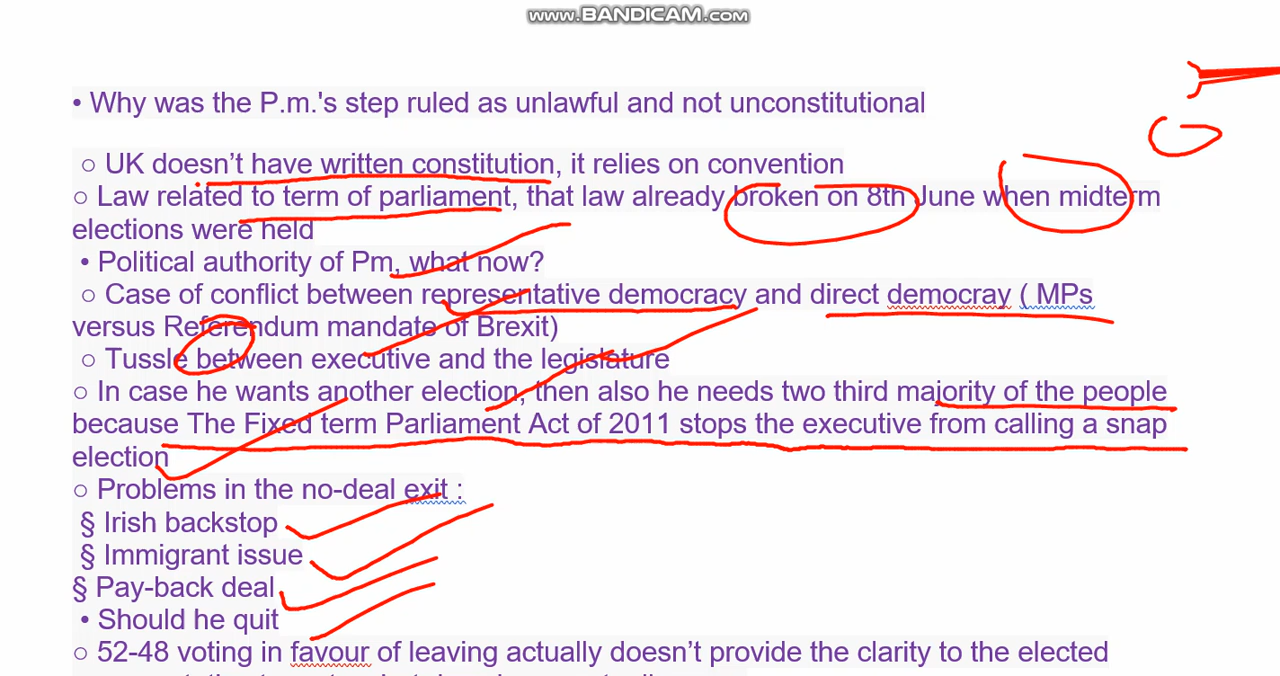 www.BANDICAM.com
• Why was the P.m.'s step ruled as unlawful and not unconstitutional
○ UK doesn’t have written constitution, it relies on convention
○ Law related to term of parliament, that law already broken on 8th June when midterm
elections were held
• Political authority of Pm, what now?
○ Case of conflict between representative democracy and direct democray ( MPs
versus Referendum mandate of Brexit)
○ Tussle between executive and the legislature
○ In case he wants another election, then also he needs two third majority of the people
because The Fixed term Parliament Act of 2011 stops the executive from calling a snap
election
○ Problems in the no-deal exit :
§ Irish backstop
§ Immigrant issue
§ Pay-back deal
• Should he quit
○ 52-48 voting in favour of leaving actually doesn’t provide the clarity to the elected